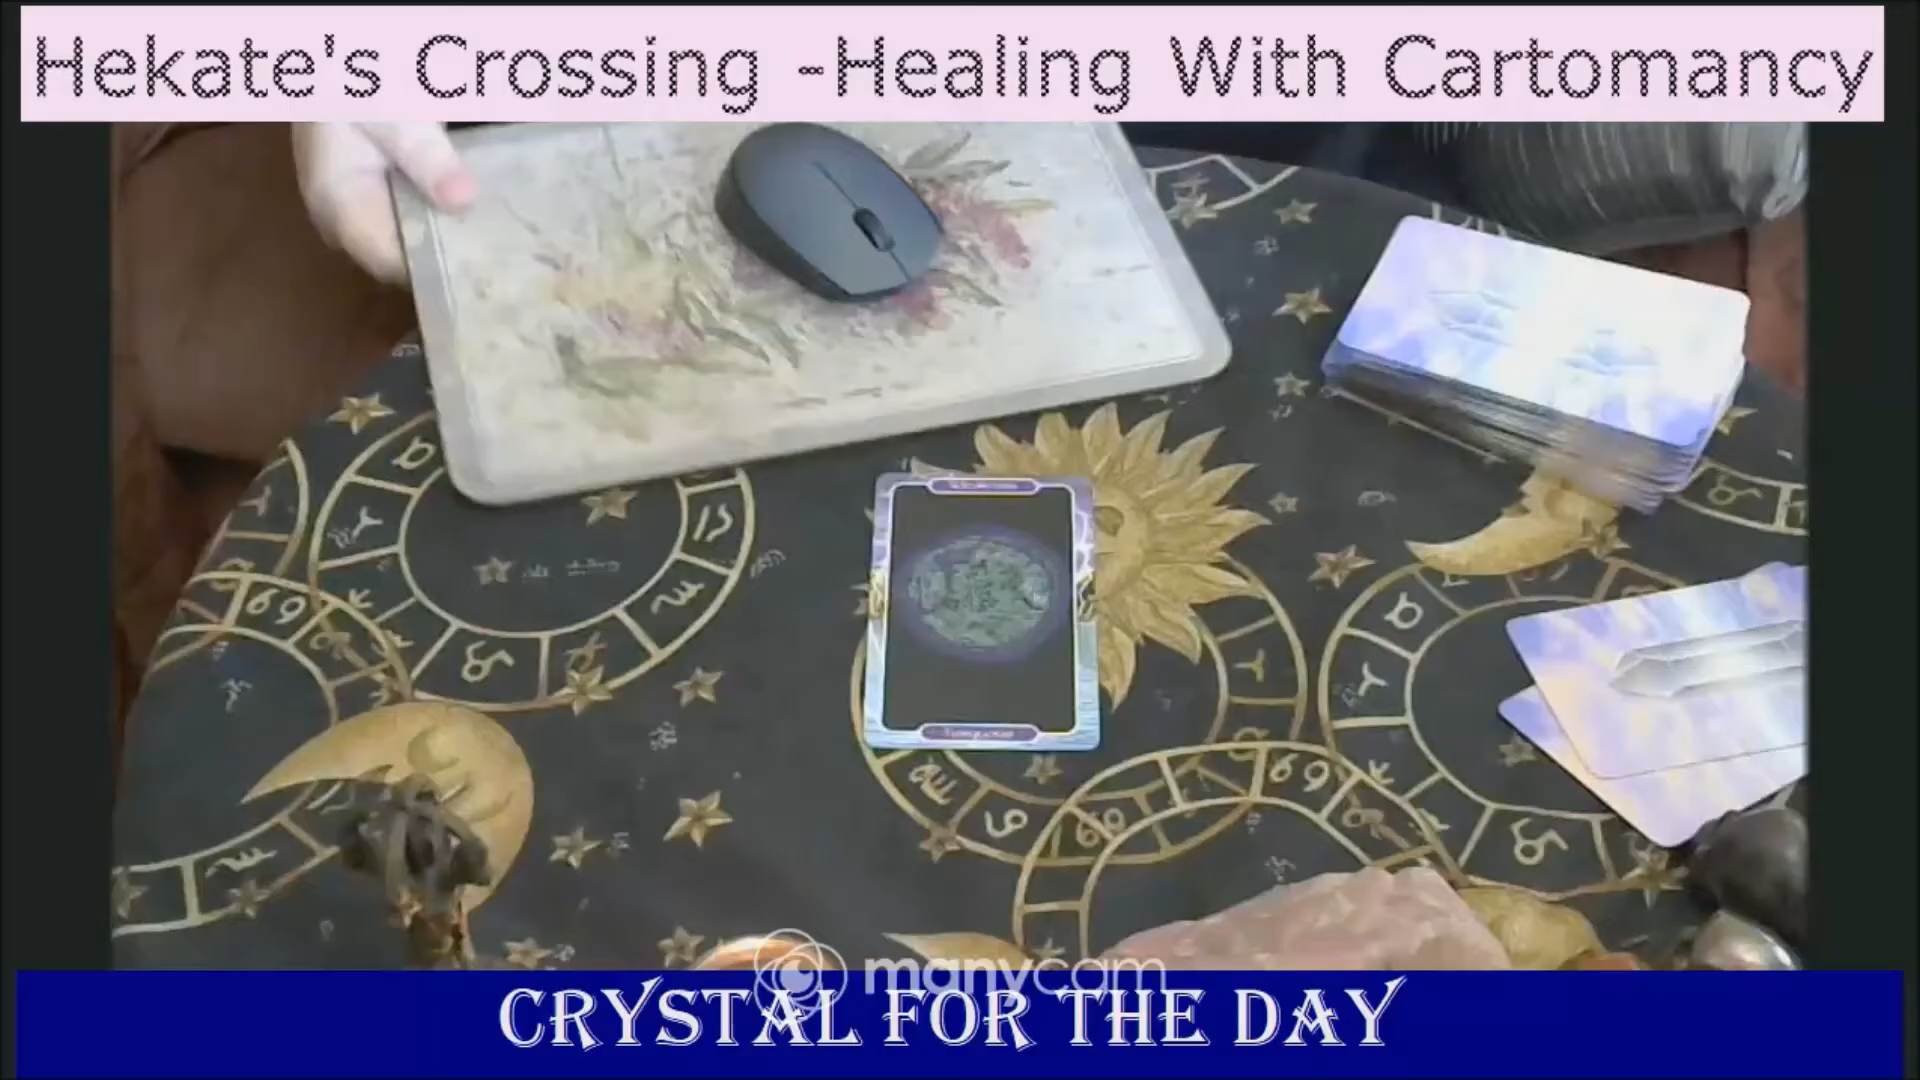 Hekate's Crossing -Healing With Cartomancy
manycam
CRYSTAL FOR THE DAY